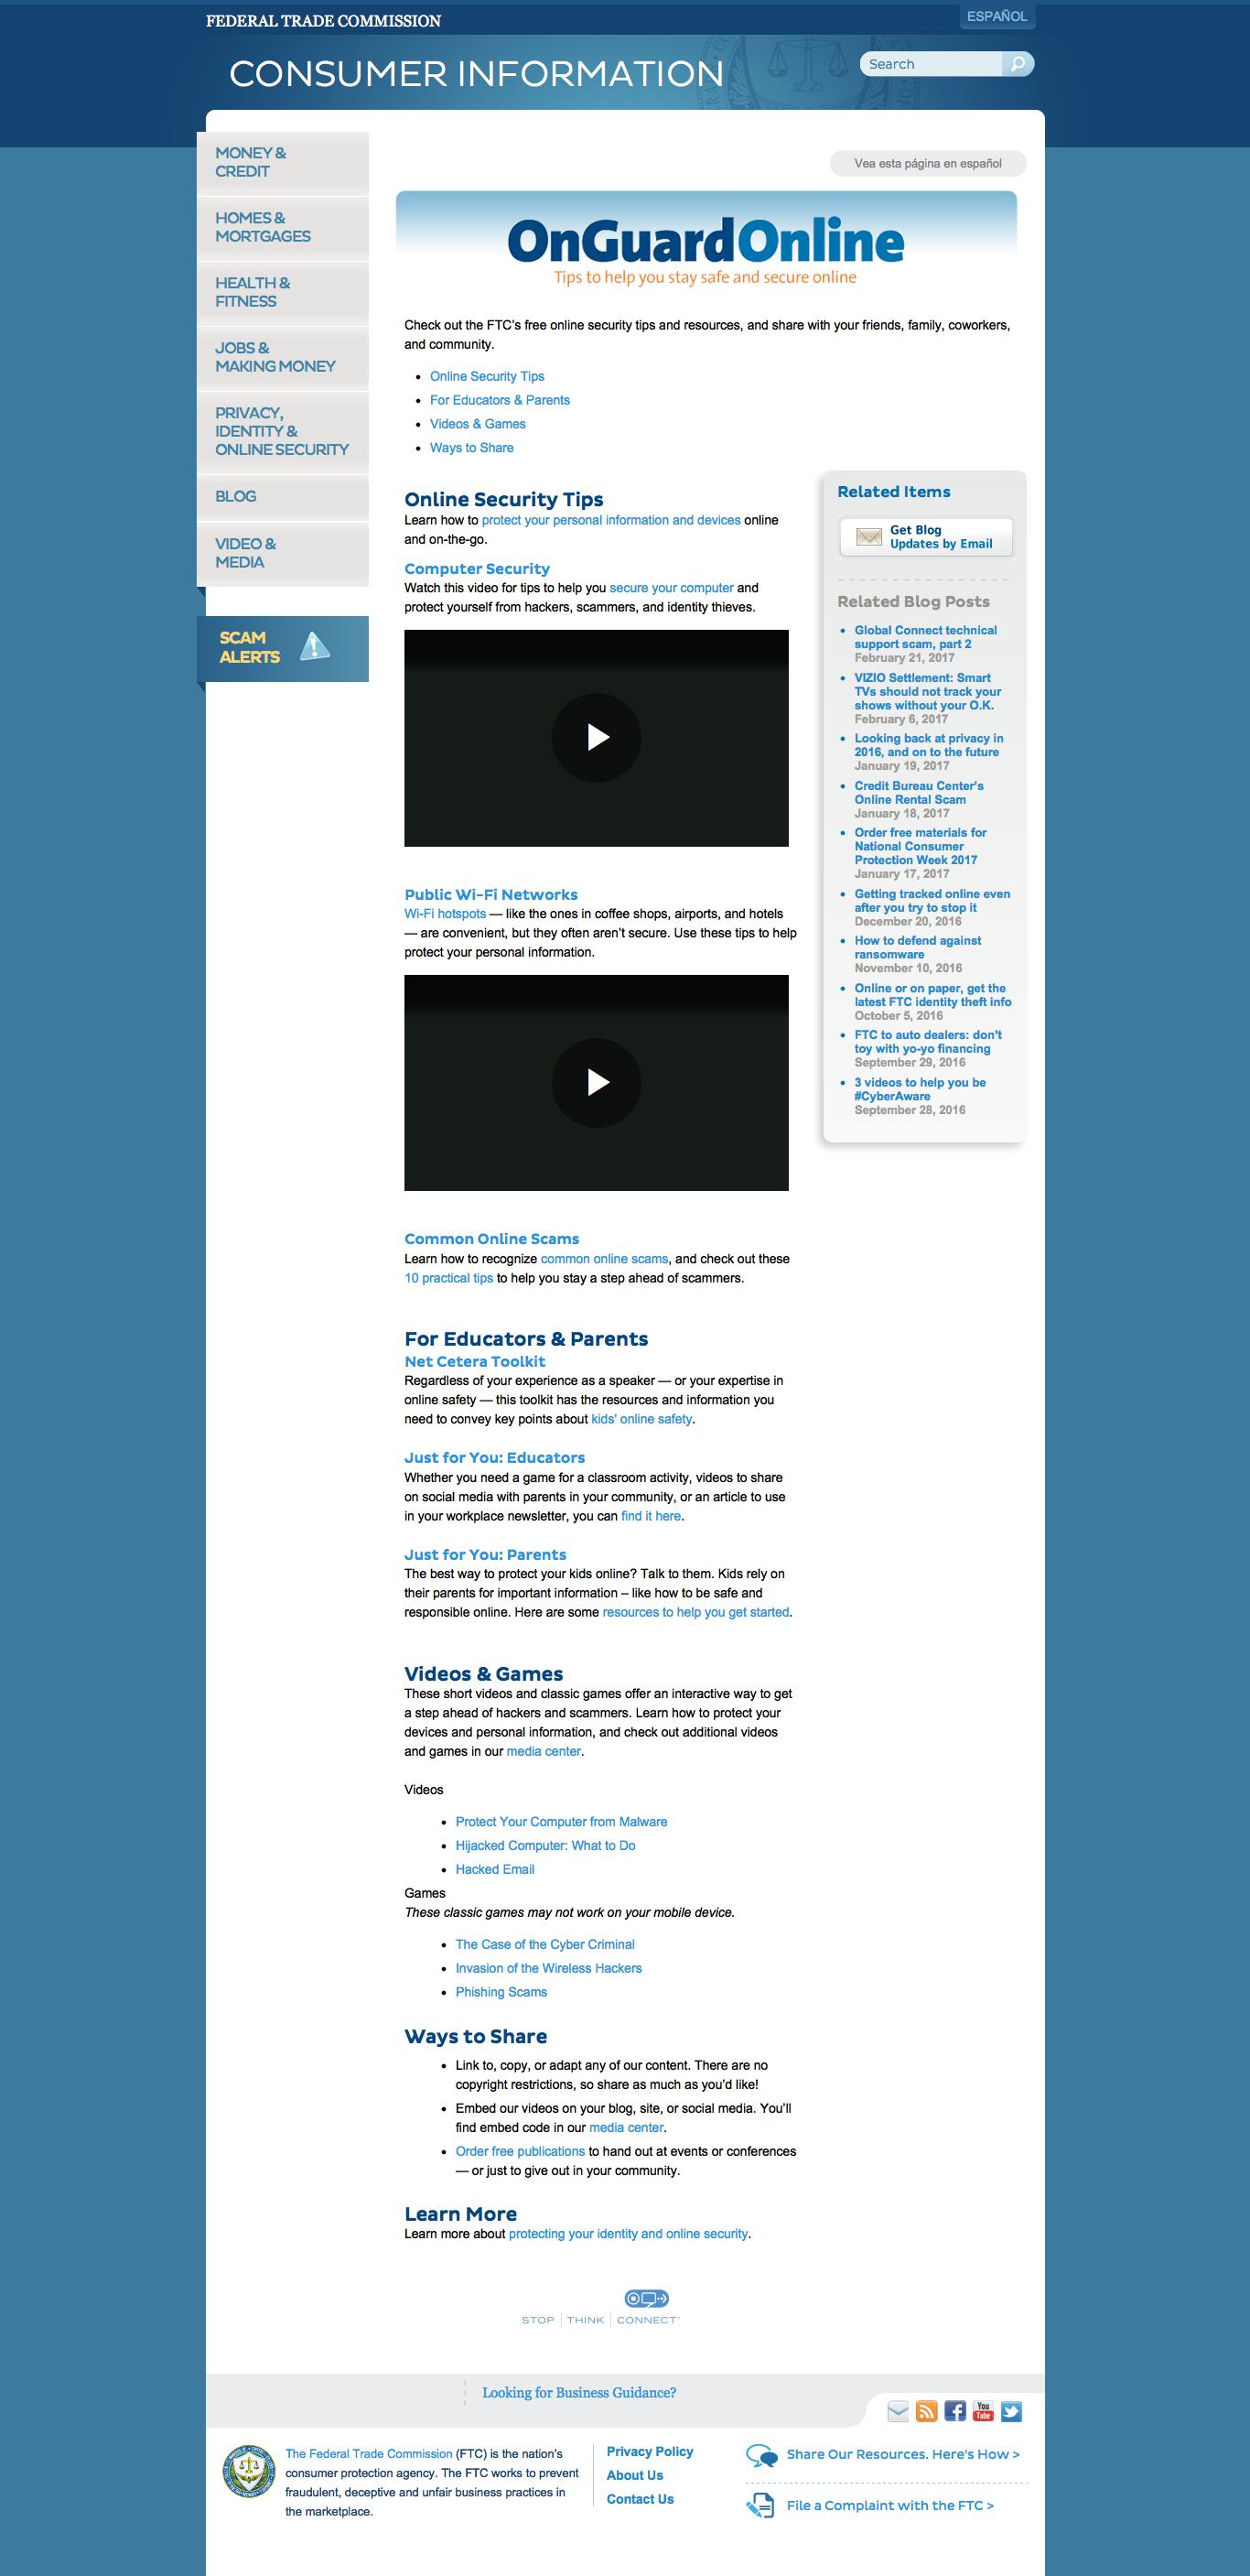 FEDERAL TRADE COMMISSION
ESPAÑOL
CONSUMER INFORMATION
Search
MONEY &
CREDIT
HOMES &
MORTGAGES
HEALTH &
FITNESS
JOBS &
MAKING MONEY
PRIVACY,
IDENTITY &
ONLINE SECURITY
BLOG
VIDEO &
MEDIA
SCAM
ALERTS
Vea esta página en español
OnGuardOnline
Tips to help you stay safe and secure online
Check out the FTC's free online security tips and resources, and share with your friends, family, coworkers,
and community.
• Online Security Tips
• For Educators & Parents
• Videos & Games
• Ways to Share
Online Security Tips
Learn how to protect your personal information and devices online
and on-the-go.
Computer Security
Watch this video for tips to help you secure your computer and
protect yourself from hackers, scammers, and identity thieves.
Public Wi-Fi Networks
Wi-Fi hotspots — like the ones in coffee shops, airports, and hotels
— are convenient, but they often aren't secure. Use these tips to help
protect your personal information.
Common Online Scams
Learn how to recognize common online scams, and check out these
10 practical tips to help you stay a step ahead of scammers.
For Educators & Parents
Net Cetera Toolkit
Regardless of your experience as a speaker — or your expertise in
online safety — this toolkit has the resources and information you
need to convey key points about kids' online safety.
Just for You: Educators
Whether you need a game for a classroom activity, videos to share
on social media with parents in your community, or an article to use
in your workplace newsletter, you can find it here.
Just for You: Parents
The best way to protect your kids online? Talk to them. Kids rely on
their parents for important information – like how to be safe and
responsible online. Here are some resources to help you get started.
Videos & Games
These short videos and classic games offer an interactive way to get
a step ahead of hackers and scammers. Learn how to protect your
devices and personal information, and check out additional videos
and games in our media center.
Videos
• Protect Your Computer from Malware
• Hijacked Computer: What to Do
• Hacked Email
Games
These classic games may not work on your mobile device.
• The Case of the Cyber Criminal
• Invasion of the Wireless Hackers
• Phishing Scams
Ways to Share
• Link to, copy, or adapt any of our content. There are no
copyright restrictions, so share as much as you'd like!
• Embed our videos on your blog, site, or social media. You'll
find embed code in our media center.
• Order free publications to hand out at events or conferences
— or just to give out in your community.
Learn More
Learn more about protecting your identity and online security.
STOP | THINK | CONNECT
Related Items
Get Blog
Updates by Email
Related Blog Posts
• Global Connect technical
support scam, part 2
February 21, 2017
• VIZIO Settlement: Smart
TVs should not track your
shows without your O.K.
February 6, 2017
• Looking back at privacy in
2016, and on to the future
January 19, 2017
• Credit Bureau Center's
Online Rental Scam
January 18, 2017
• Order free materials for
National Consumer
Protection Week 2017
January 17, 2017
• Getting tracked online even
after you try to stop it
December 20, 2016
• How to defend against
ransomware
November 10, 2016
• Online or on paper, get the
latest FTC identity theft info
October 5, 2016
• FTC to auto dealers: don't
toy with yo-yo financing
September 29, 2016
• 3 videos to help you be
#CyberAware
September 28, 2016
Looking for Business Guidance?
You
Tube
The Federal Trade Commission (FTC) is the nation's
consumer protection agency. The FTC works to prevent
fraudulent, deceptive and unfair business practices in
the marketplace.
Privacy Policy
About Us
Contact Us
Share Our Resources. Here's How >
File a Complaint with the FTC >